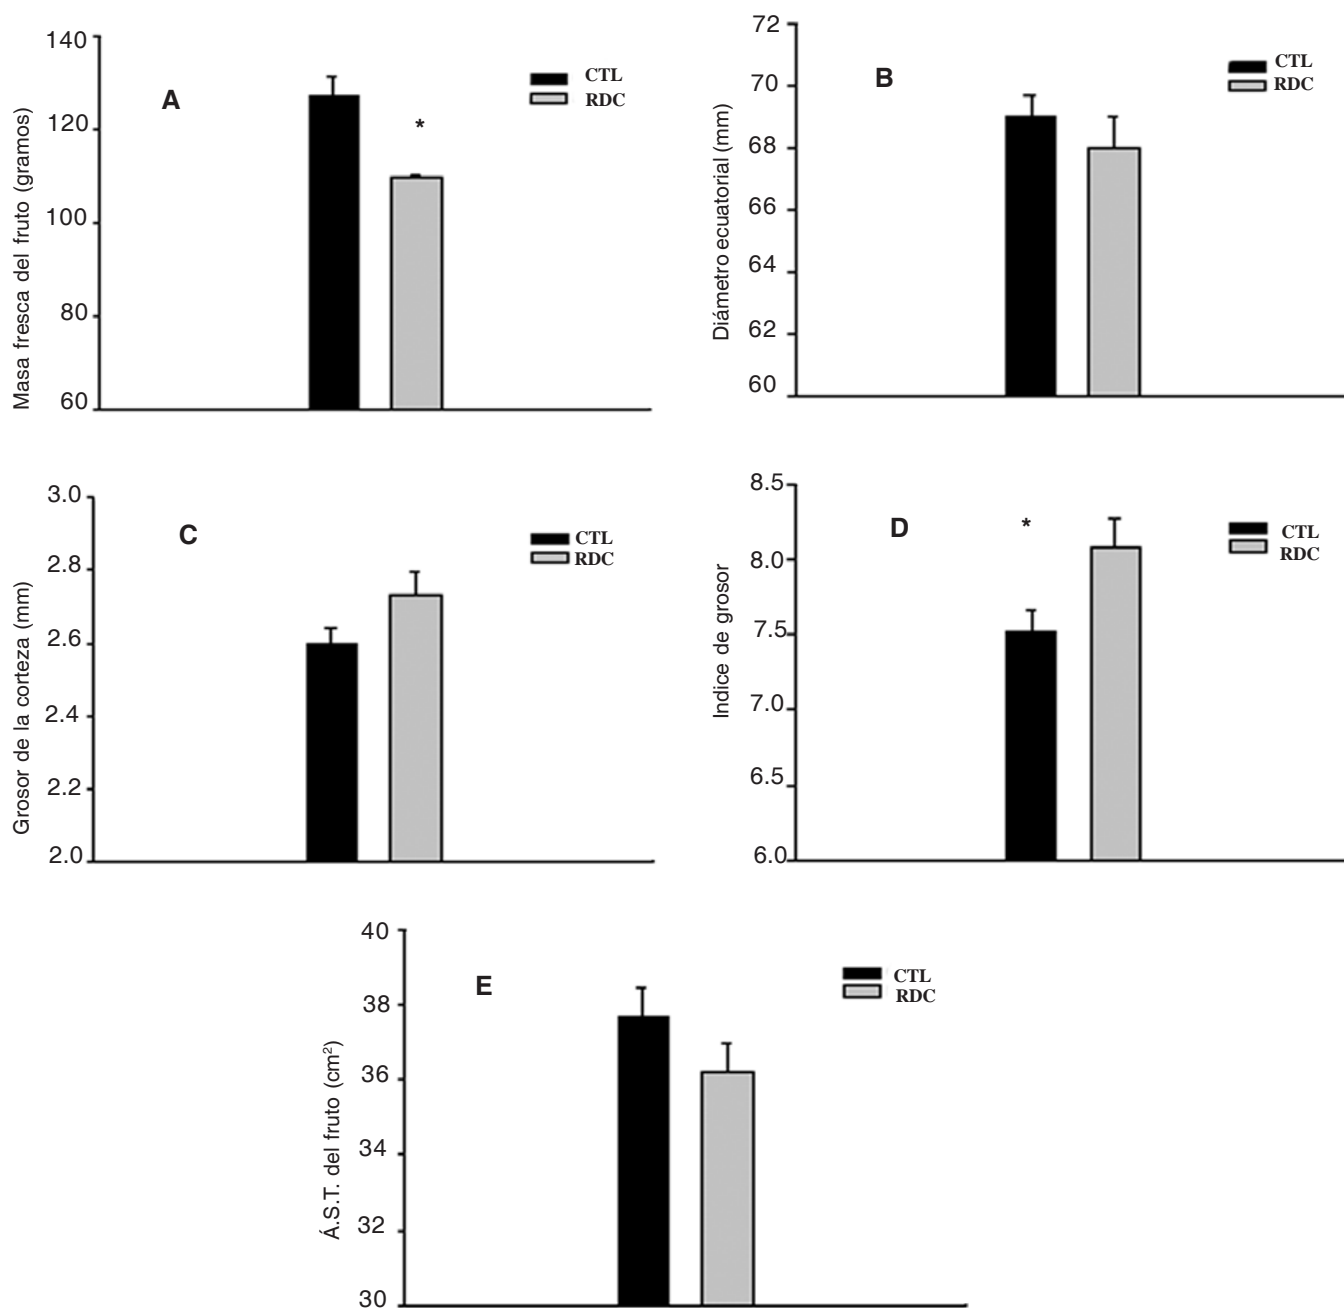 Masa fresca del fruto (gramos)
140
120
100
80
60
A
*
CTL
RDC
Diámetro ecuatorial (mm)
72
70
68
66
64
62
60
B
CTL
RDC
Grosor de la corteza (mm)
3.0
2.8
2.6
2.4
2.2
2.0
C
CTL
RDC
Indice de grosor
8.5
8.0
7.5
7.0
6.5
6.0
D
*
CTL
RDC
Á.S.T. del fruto (cm²)
40
38
36
34
32
30
E
CTL
RDC